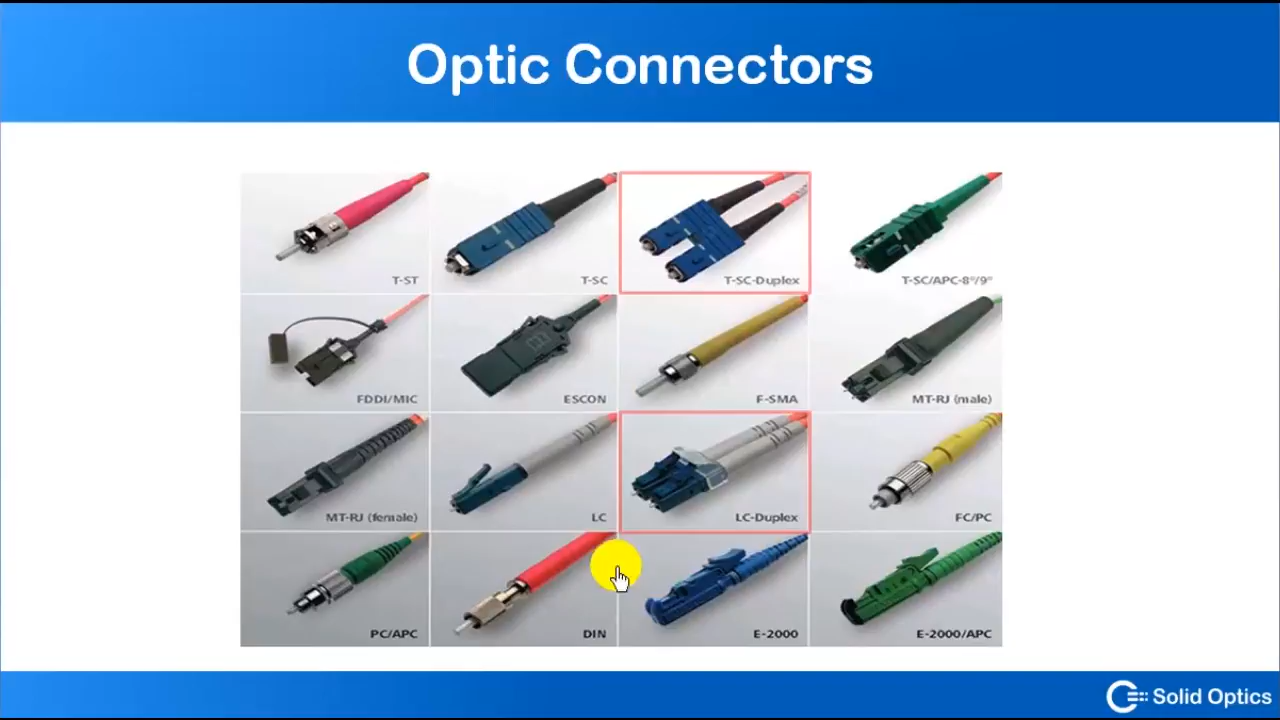 Optic Connectors
T-ST
T-SC
T-SC-Duplex
T-SC/APC-8°/9°
FDDI/MIC
ESCON
F-SMA
MT-RJ (male)
MT-RJ (female)
LC
LC-Duplex
FC/PC
PC/APC
DIN
E-2000
E-2000/APC
Solid Optics